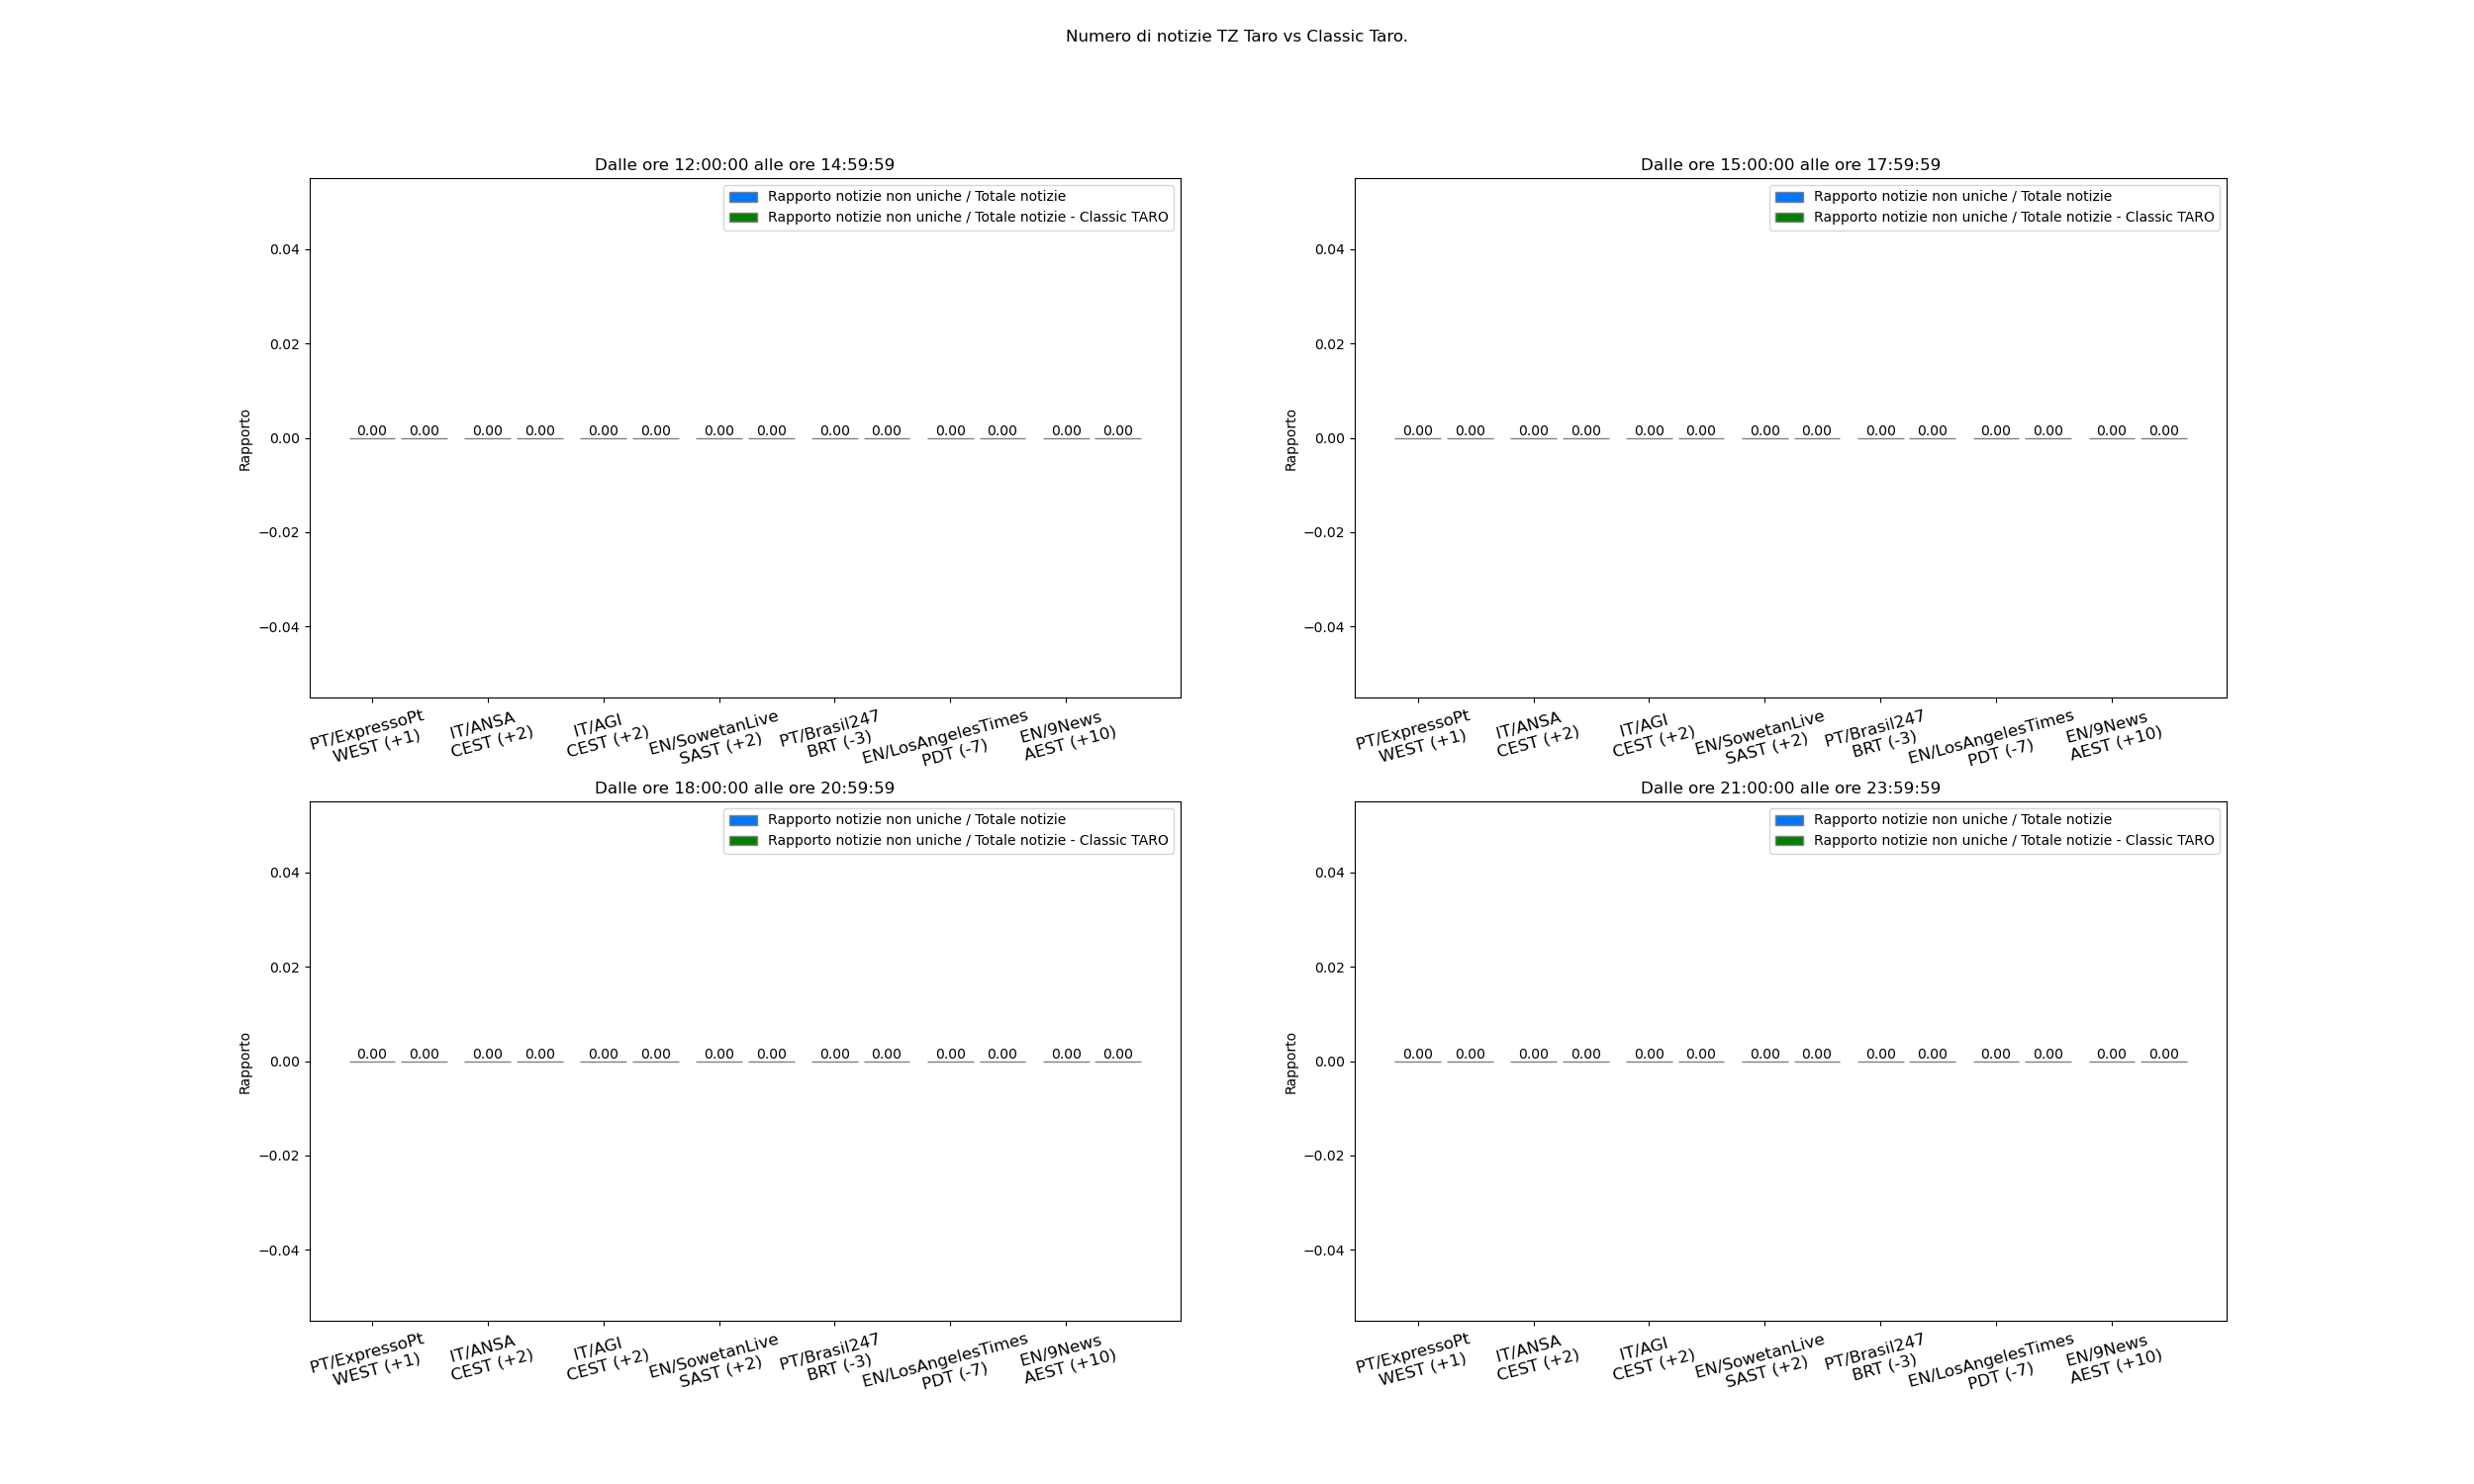 Numero di notizie TZ Taro vs Classic Taro.
Dalle ore 12:00:00 alle ore 14:59:59
Rapporto notizie non uniche / Totale notizie
Rapporto notizie non uniche / Totale notizie - Classic TARO
Rapporto
0.04
0.02
0.00
−0.02
−0.04
0.00 0.00 0.00 0.00 0.00 0.00 0.00 0.00 0.00 0.00 0.00 0.00 0.00 0.00
PT/ExpressoPt
WEST (+1)
IT/ANSA
CEST (+2)
IT/AGI
CEST (+2)
EN/SowetanLive
SAST (+2)
PT/Brasil247
BRT (-3)
EN/LosAngelesTimes
PDT (-7)
EN/9News
AEST (+10)
Dalle ore 15:00:00 alle ore 17:59:59
Rapporto notizie non uniche / Totale notizie
Rapporto notizie non uniche / Totale notizie - Classic TARO
Rapporto
0.04
0.02
0.00
−0.02
−0.04
0.00 0.00 0.00 0.00 0.00 0.00 0.00 0.00 0.00 0.00 0.00 0.00 0.00 0.00
PT/ExpressoPt
WEST (+1)
IT/ANSA
CEST (+2)
IT/AGI
CEST (+2)
EN/SowetanLive
SAST (+2)
PT/Brasil247
BRT (-3)
EN/LosAngelesTimes
PDT (-7)
EN/9News
AEST (+10)
Dalle ore 18:00:00 alle ore 20:59:59
Rapporto notizie non uniche / Totale notizie
Rapporto notizie non uniche / Totale notizie - Classic TARO
Rapporto
0.04
0.02
0.00
−0.02
−0.04
0.00 0.00 0.00 0.00 0.00 0.00 0.00 0.00 0.00 0.00 0.00 0.00 0.00 0.00
PT/ExpressoPt
WEST (+1)
IT/ANSA
CEST (+2)
IT/AGI
CEST (+2)
EN/SowetanLive
SAST (+2)
PT/Brasil247
BRT (-3)
EN/LosAngelesTimes
PDT (-7)
EN/9News
AEST (+10)
Dalle ore 21:00:00 alle ore 23:59:59
Rapporto notizie non uniche / Totale notizie
Rapporto notizie non uniche / Totale notizie - Classic TARO
Rapporto
0.04
0.02
0.00
−0.02
−0.04
0.00 0.00 0.00 0.00 0.00 0.00 0.00 0.00 0.00 0.00 0.00 0.00 0.00 0.00
PT/ExpressoPt
WEST (+1)
IT/ANSA
CEST (+2)
IT/AGI
CEST (+2)
EN/SowetanLive
SAST (+2)
PT/Brasil247
BRT (-3)
EN/LosAngelesTimes
PDT (-7)
EN/9News
AEST (+10)